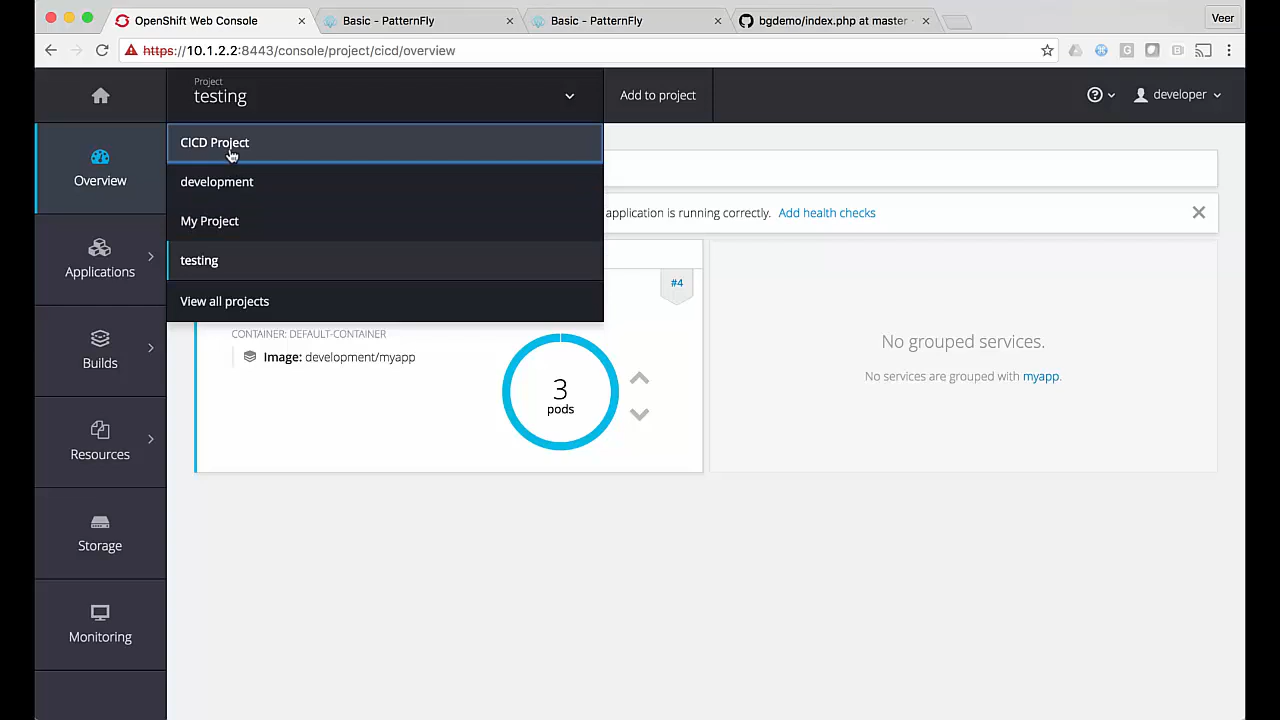 OpenShift Web Console
Basic - PatternFly
Basic - PatternFly
bgdemo/index.php at master
Veer
https://10.1.2.2:8443/console/project/cicd/overview
Project
testing
Add to project
developer
CICD Project
development
My Project
testing
View all projects
Overview
Applications
Builds
Resources
Storage
Monitoring
application is running correctly. Add health checks
#4
CONTAINER: DEFAULT-CONTAINER
Image: development/myapp
3
pods
No grouped services.
No services are grouped with myapp.